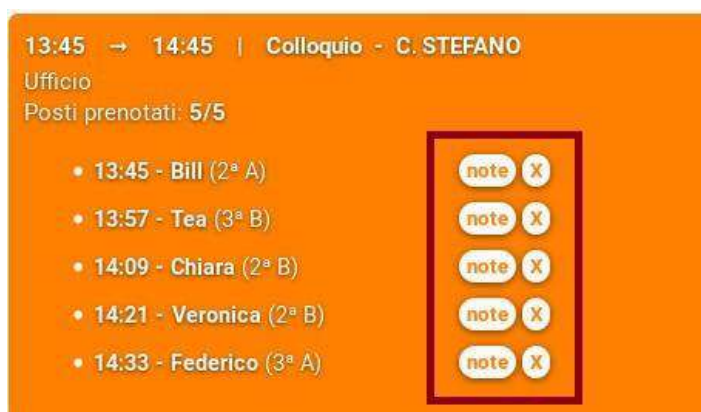 13:45 → 14:45 | Colloquio - C. STEFANO
Ufficio
Posti prenotati: 5/5
• 13:45 - Bill (2ª A) note X
• 13:57 - Tea (3ª B) note X
• 14:09 - Chiara (2ª B) note X
• 14:21 - Veronica (2ª B) note X
• 14:33 - Federico (3ª A) note X